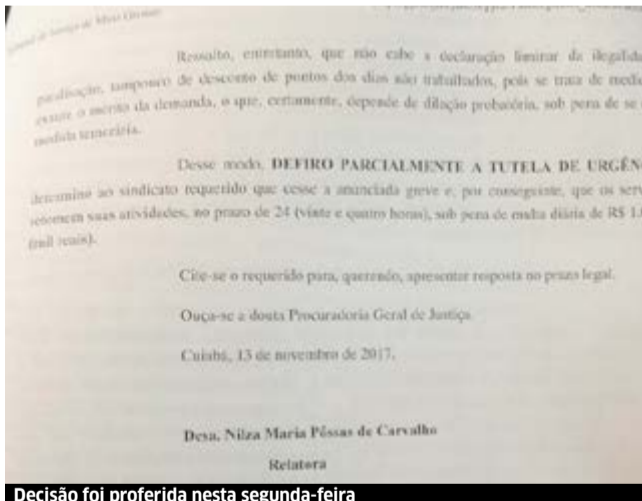 Ressalto, entretanto, que não cabe a declaração liminar da ilegalida
paralisação, tampouco de desconto de pontos dos dias não trabalhados, pois se trata de medi
o mérito da demanda, o que, certamente, depende de dilação probatória, sob pena de se
medida temerária.
Desse modo, DEFIRO PARCIALMENTE A TUTELA DE URGÊN
determino ao sindicato requerido que cesse a anunciada greve e, por conseguinte, que os serv
retomem suas atividades, no prazo de 24 (vinte e quatro horas), sob pena de multa diária de R$ 1.0
(mil reais).
Cite-se o requerido para, querendo, apresentar resposta no prazo legal.
Ouça-se a douta Procuradoria Geral de Justiça.
Cuiabá, 13 de novembro de 2017.
Desa. Nilza Maria Pôssas de Carvalho
Relatora
Decisão foi proferida nesta segunda-feira